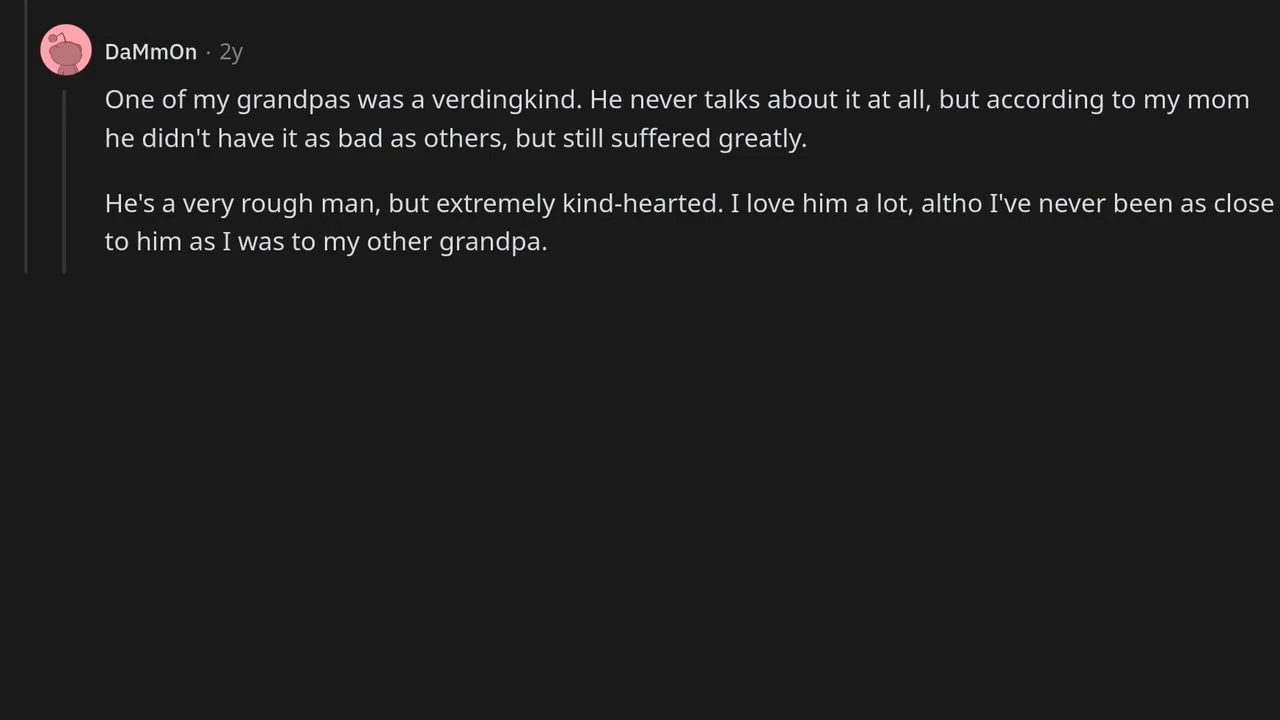 DaMmOn · 2y
One of my grandpas was a verdingkind. He never talks about it at all, but according to my mom
he didn't have it as bad as others, but still suffered greatly.
He's a very rough man, but extremely kind-hearted. I love him a lot, altho I've never been as close
to him as I was to my other grandpa.